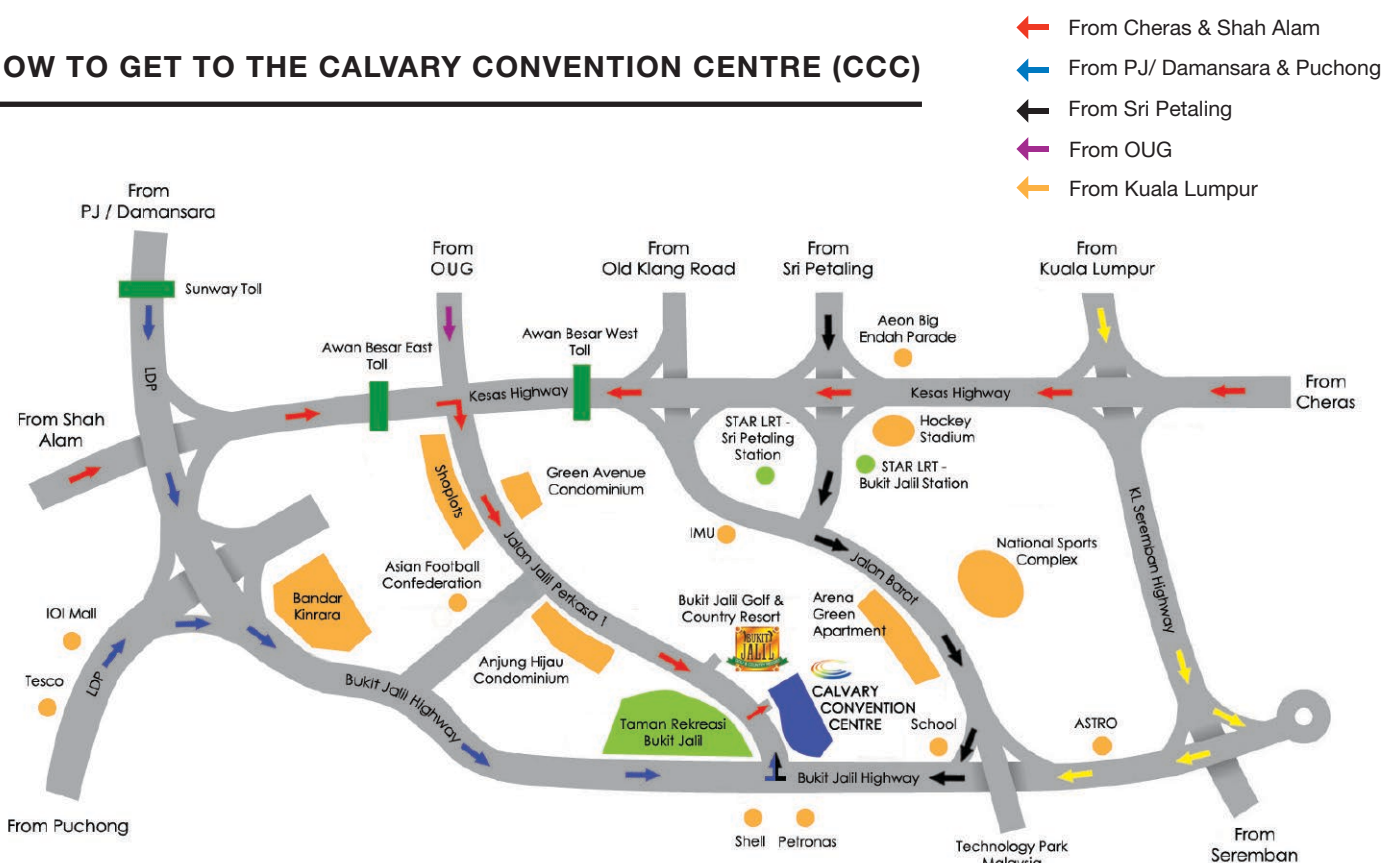 OW TO GET TO THE CALVARY CONVENTION CENTRE (CCC)
From Cheras & Shah Alam
From PJ/ Damansara & Puchong
From Sri Petaling
From OUG
From Kuala Lumpur
From
PJ / Damansara
From
OUG
From
Old Klang Road
From
Sri Petaling
From
Kuala Lumpur
Sunway Toll
Awan Besar East
Toll
Awan Besar West
Toll
Aeon Big
Endah Parade
LDP
Kesas Highway
Kesas Highway
From
Cheras
From Shah
Alam
STAR LRT -
Sri Petaling
Station
Hockey
Stadium
STAR LRT -
Bukit Jalil Station
Shoplots
Green Avenue
Condominium
KL Seremban Highway
IMU
Jalan Jalil Perkasa 1
Jalan Barat
National Sports
Complex
Asian Football
Confederation
Bandar
Kinrara
IOI Mall
Bukit Jalil Golf &
Country Resort
BUKIT
JALIL
Arena
Green
Apartment
Anjung Hijau
Condominium
Tesco
LDP
Bukit Jalil Highway
CALVARY
CONVENTION
CENTRE
Taman Rekreasi
Bukit Jalil
School
ASTRO
Bukit Jalil Highway
From Puchong
Shell
Petronas
Technology Park
Malaysia
From
Seremban